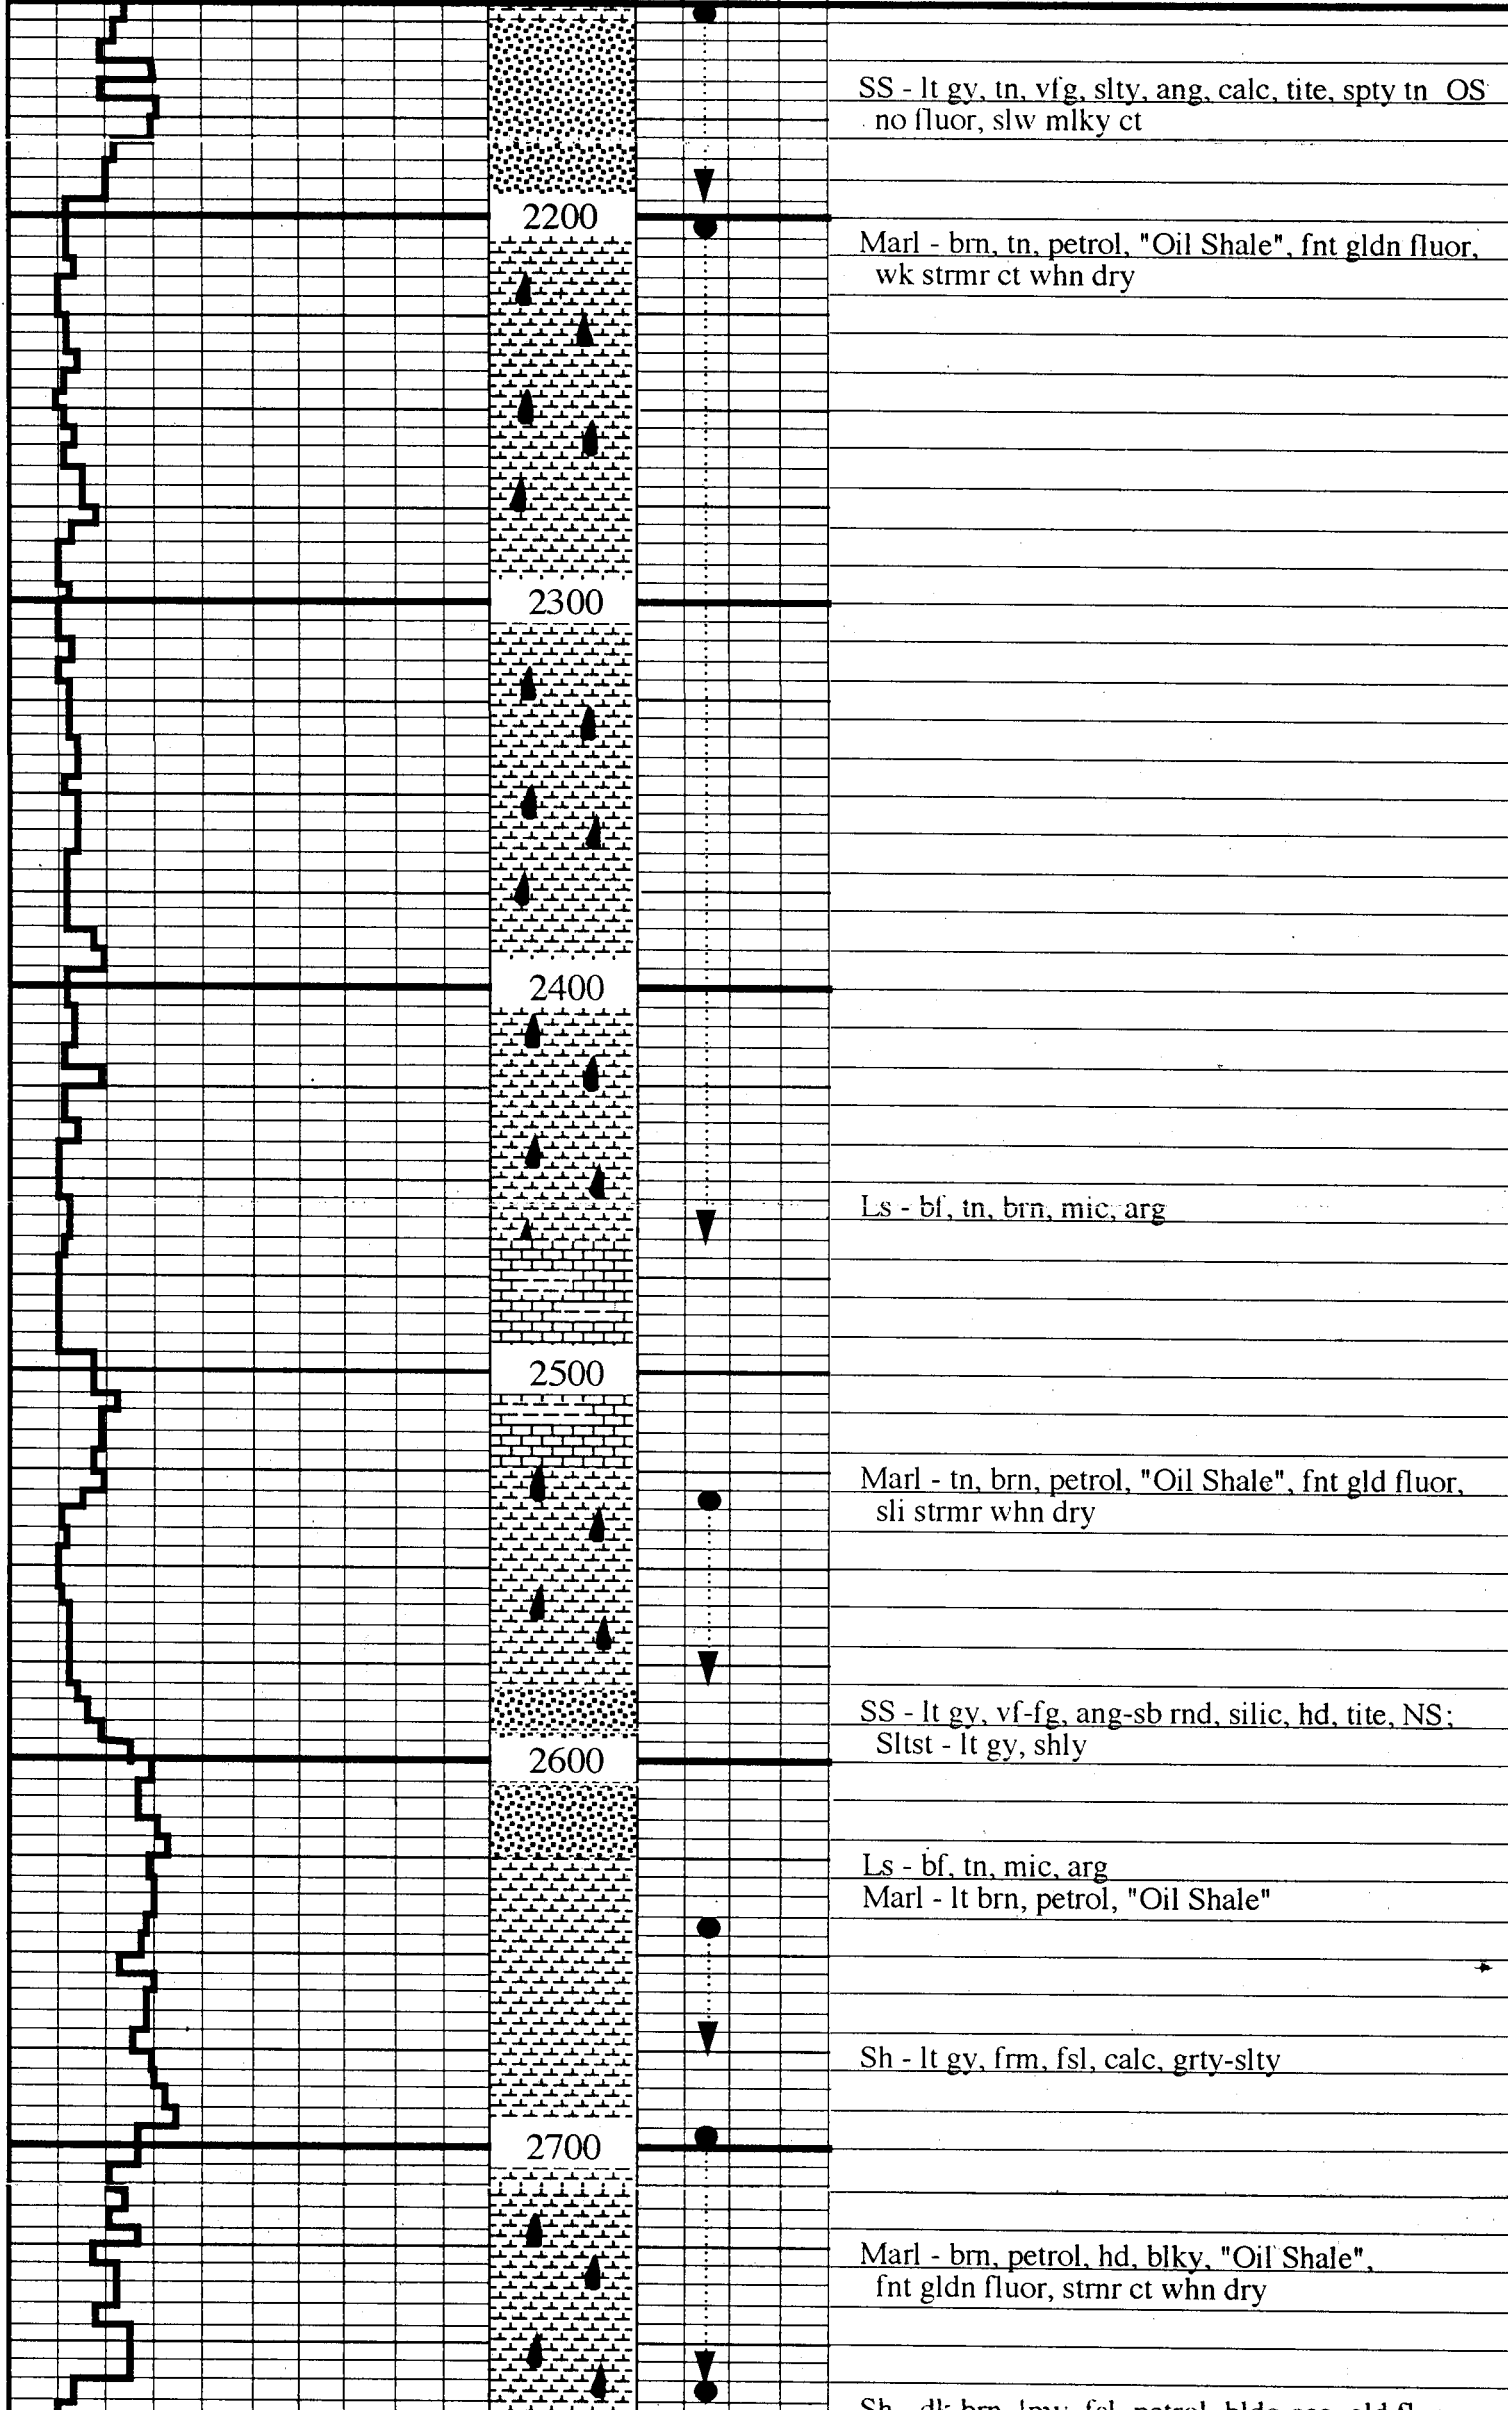 SS - lt gy, tn, vfg, slty, ang, calc, tite, spty tn OS
no fluor, slw mlky ct
2200
Marl - brn, tn, petrol, "Oil Shale", fnt gldn fluor,
wk strmr ct whn dry
2300
2400
Ls - bf, tn, brn, mic, arg
2500
Marl - tn, brn, petrol, "Oil Shale", fnt gld fluor,
sli strmr whn dry
SS - lt gy, vf-fg, ang-sb rnd, silic, hd, tite, NS;
Sltst - lt gy, shly
2600
Ls - bf, tn, mic, arg
Marl - lt brn, petrol, "Oil Shale"
Sh - lt gy, frm, fsl, calc, grty-slty
2700
Marl - brn, petrol, hd, blky, "Oil Shale",
fnt gldn fluor, strnr ct whn dry
Sh - dk brn, fsl, petrol,